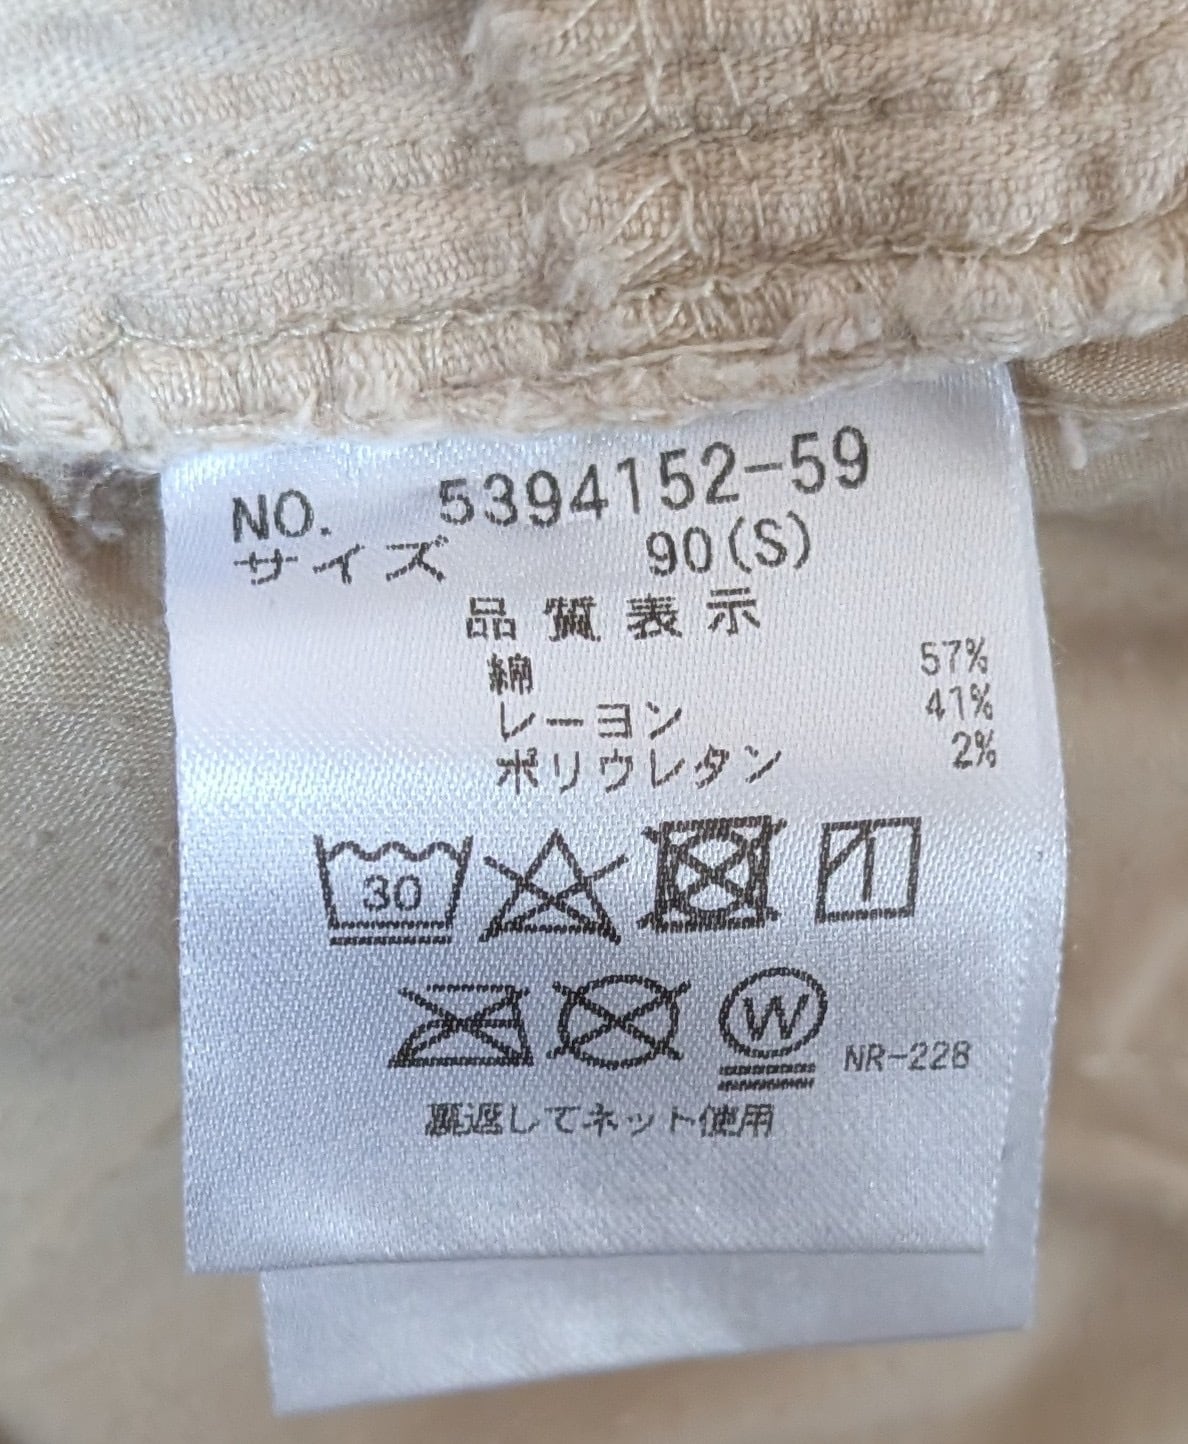 NO. 5394152-59
サイズ 90(S)
品質表示
綿 57%
レーヨン 41%
ポリウレタン 2%
30
W NR-228
裏返してネット使用